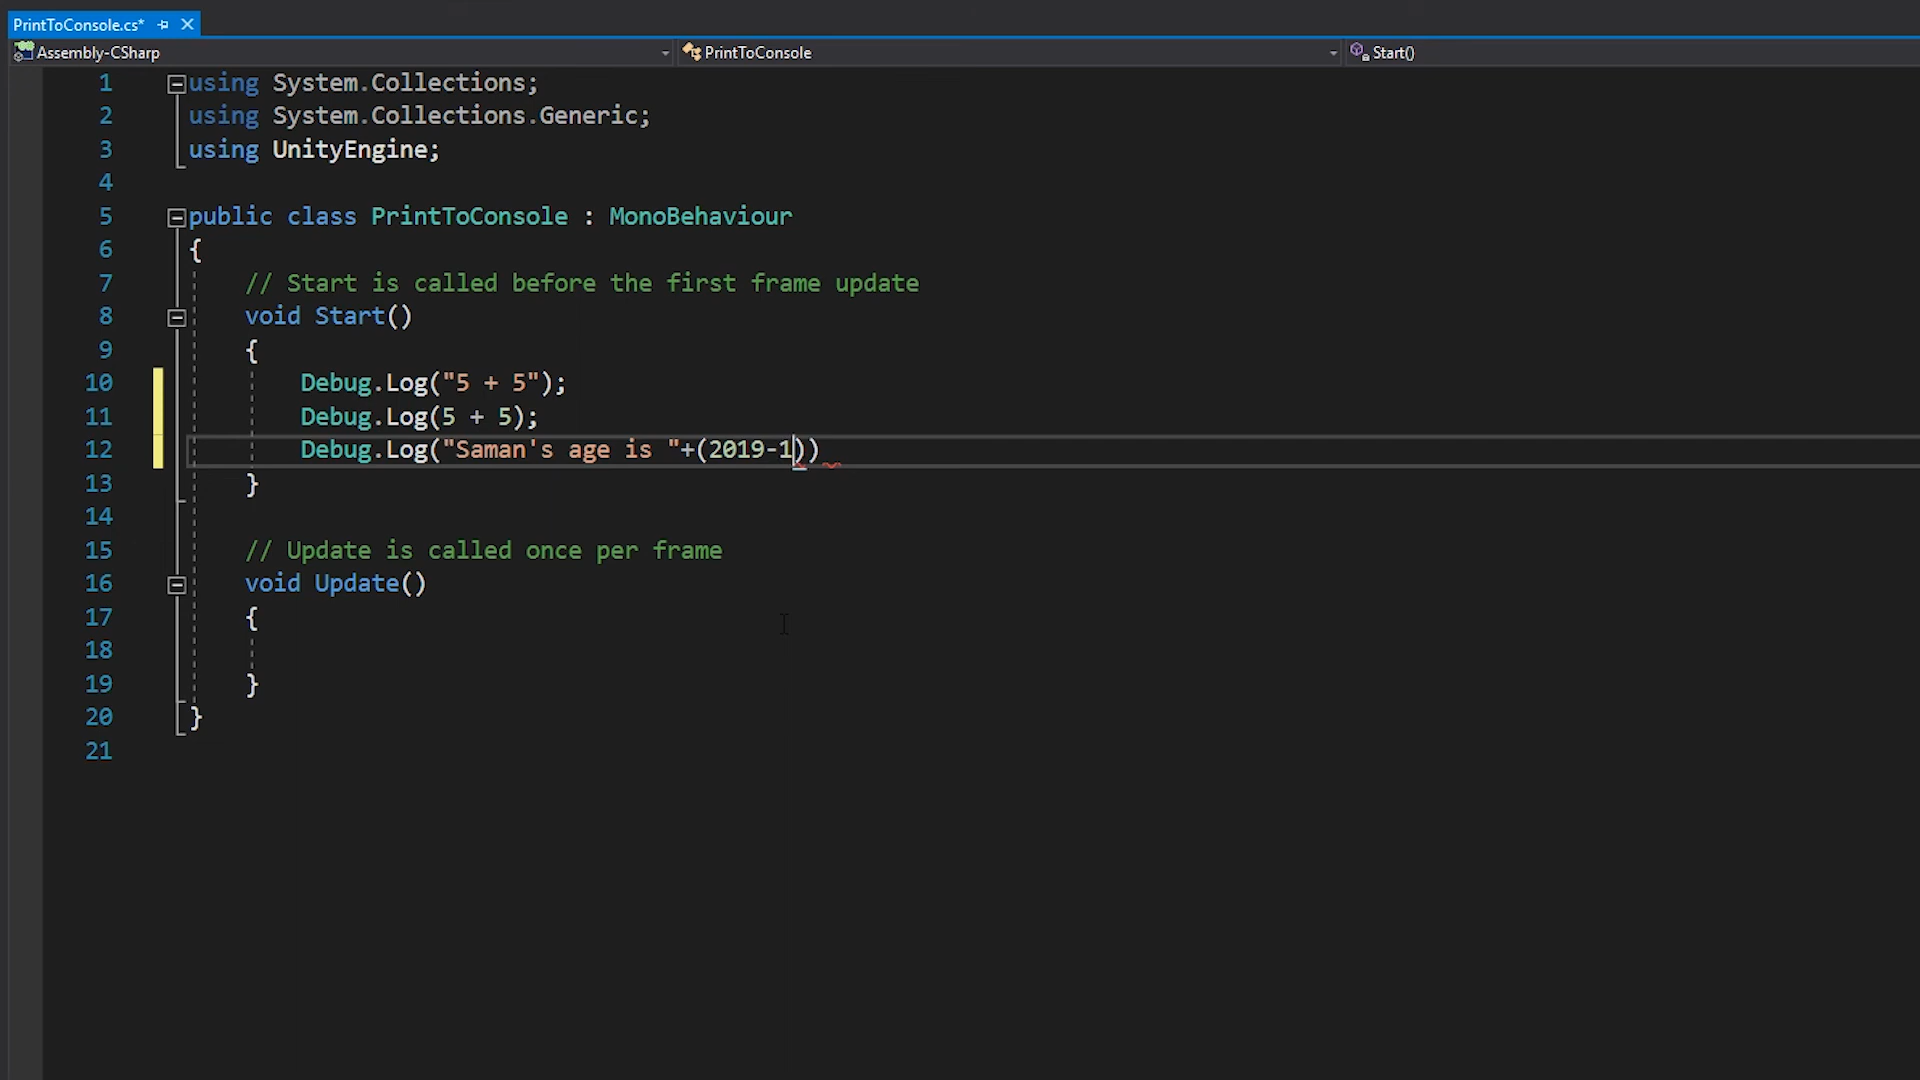 PrintToConsole.cs*
Assembly-CSharp PrintToConsole Start()
1 using System.Collections;
2 using System.Collections.Generic;
3 using UnityEngine;
4
5 public class PrintToConsole : MonoBehaviour
6 {
7 // Start is called before the first frame update
8 void Start()
9 {
10 Debug.Log("5 + 5");
11 Debug.Log(5 + 5);
12 Debug.Log("Saman's age is "+(2019-1))
13 }
14
15 // Update is called once per frame
16 void Update()
17 {
18
19 }
20 }
21